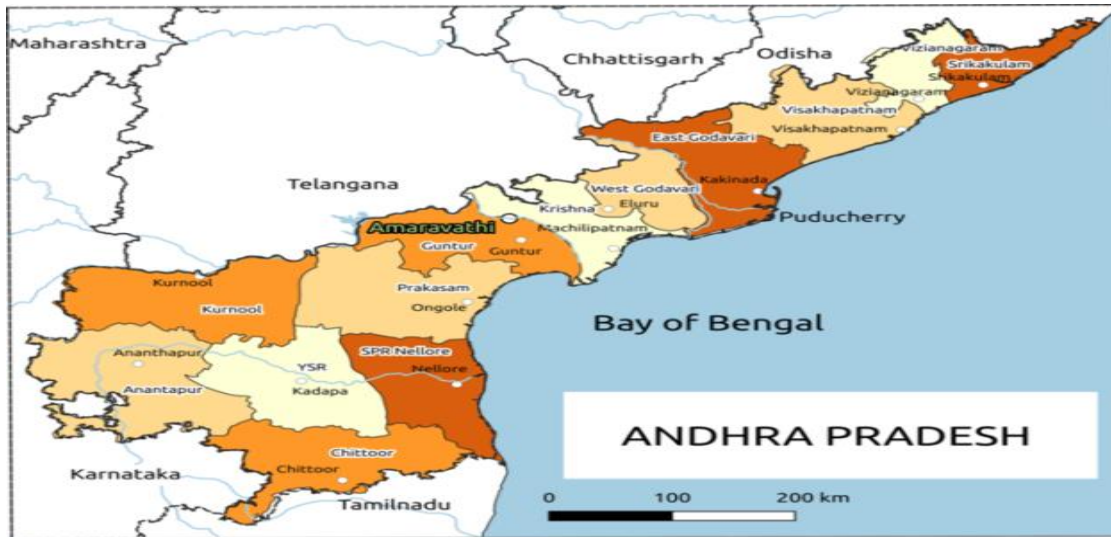 Maharashtra
Chhattisgarh
Odisha
Vizianagaram
Srikakulam
Shikakulam
Vizianagaram
Visakhapatnam
Visakhapatnam
East Godavari
Telangana
Kakinada
West Godavari
Eluru
Krishna
Machilipatnam
Puducherry
Amaravathi
Guntur
Guntur
Kurnool
Kurnool
Prakasam
Ongole
Bay of Bengal
Ananthapur
Anantapur
YSR
Kadapa
SPR Nellore
Nellore
ANDHRA PRADESH
Chittoor
Chittoor
Karnataka
Tamilnadu
0 100 200 km